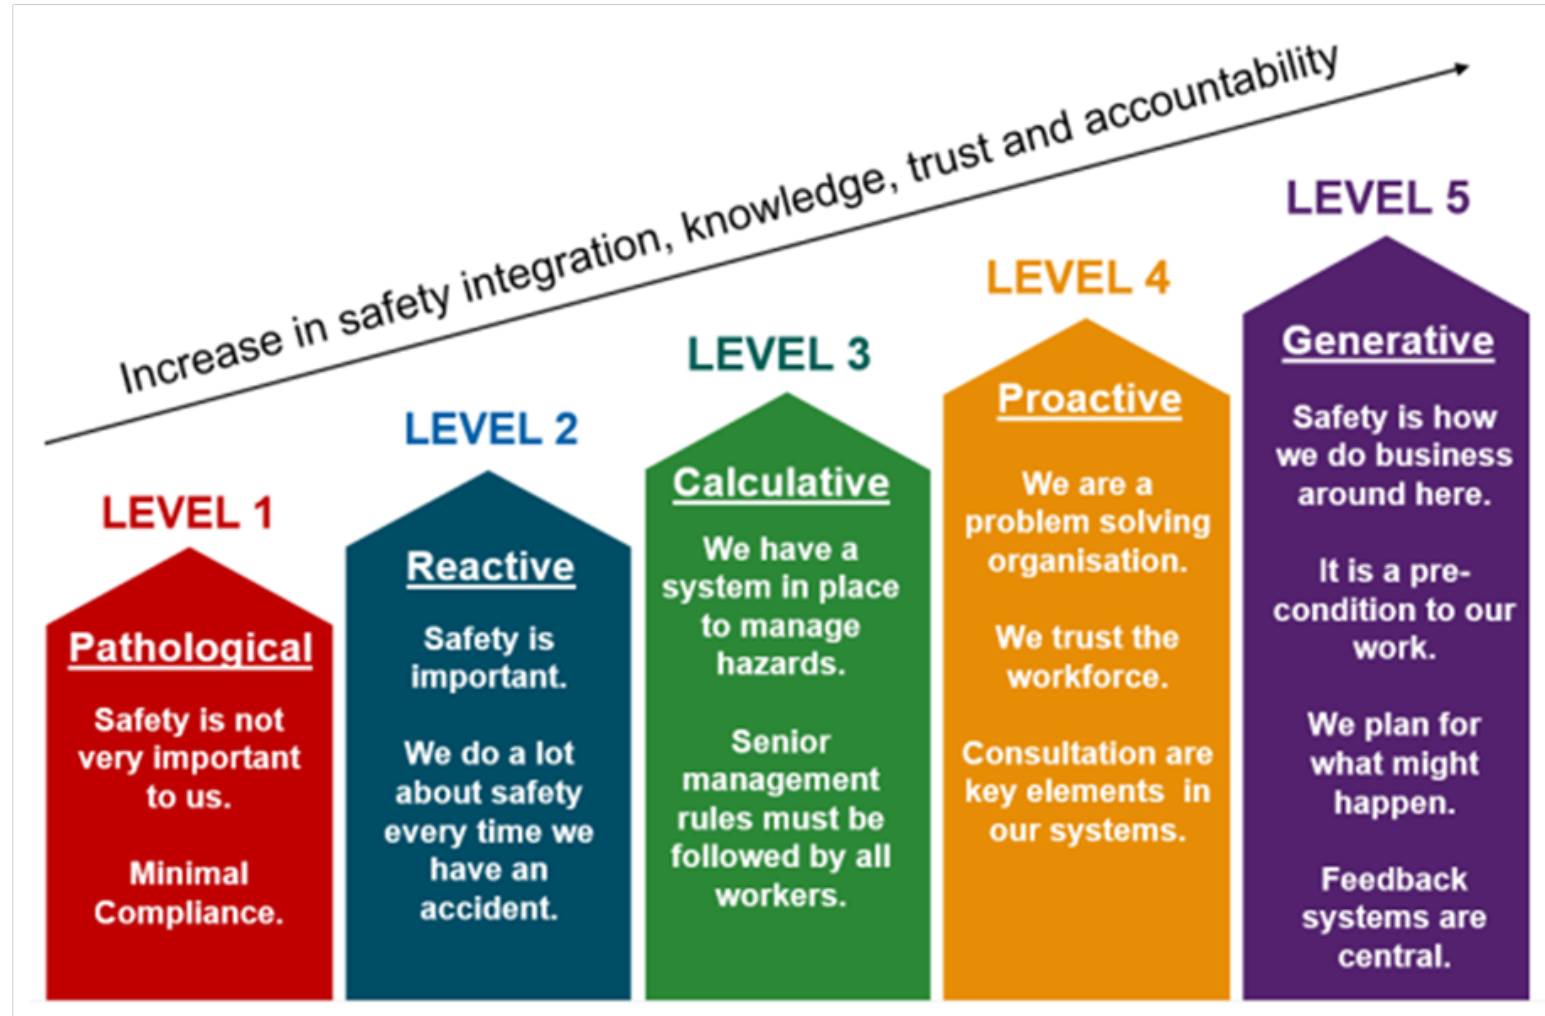 Increase in safety integration, knowledge, trust and accountability
LEVEL 1
Pathological
Safety is not
very important
to us.
Minimal
Compliance.
LEVEL 2
Reactive
Safety is
important.
We do a lot
about safety
every time we
have an
accident.
LEVEL 3
Calculative
We have a
system in place
to manage
hazards.
Senior
management
rules must be
followed by all
workers.
LEVEL 4
Proactive
We are a
problem solving
organisation.
We trust the
workforce.
Consultation are
key elements in
our systems.
LEVEL 5
Generative
Safety is how
we do business
around here.
It is a pre-
condition to our
work.
We plan for
what might
happen.
Feedback
systems are
central.